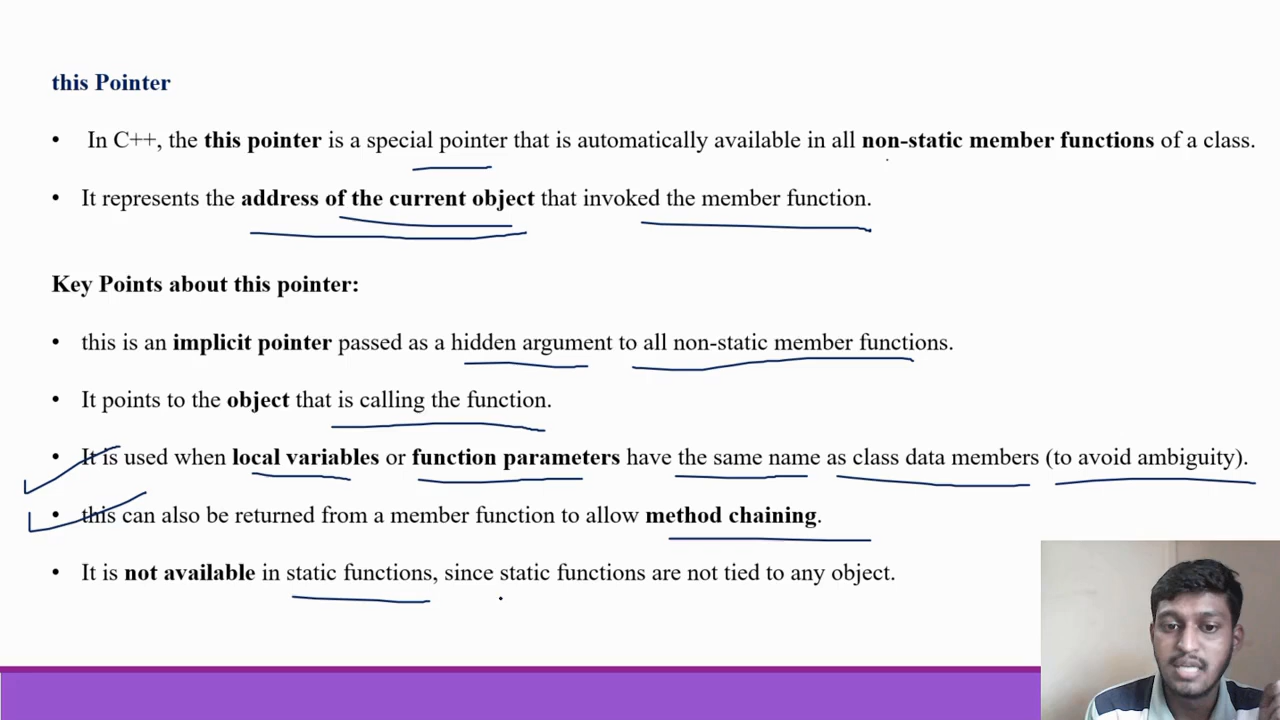 this Pointer
• In C++, the this pointer is a special pointer that is automatically available in all non-static member functions of a class.
• It represents the address of the current object that invoked the member function.
Key Points about this pointer:
• this is an implicit pointer passed as a hidden argument to all non-static member functions.
• It points to the object that is calling the function.
• It is used when local variables or function parameters have the same name as class data members (to avoid ambiguity).
• this can also be returned from a member function to allow method chaining.
• It is not available in static functions, since static functions are not tied to any object.